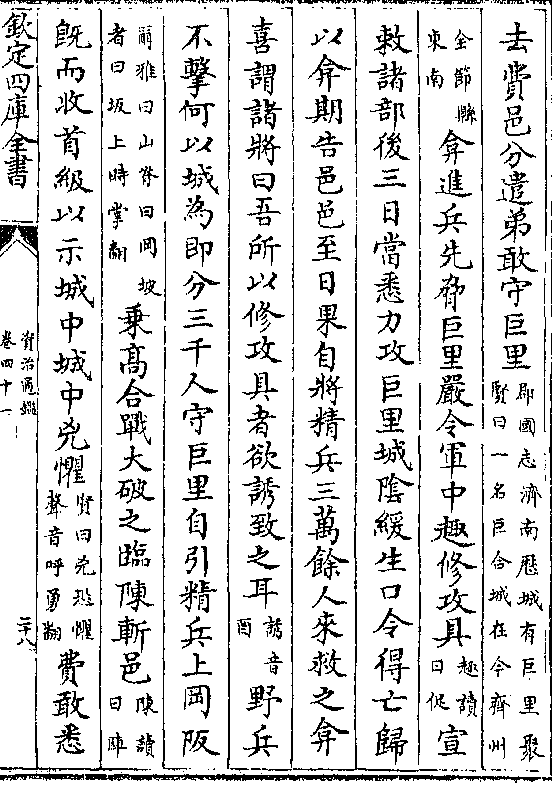 去費邑分遣弟敢守巨里郡國志濟南厯城有巨里聚賢曰一名巨合城在今齊州
全節縣東南弇進兵先脅巨里嚴令軍中趣修攻具趣讀曰促宣
敕諸部後三日當悉力攻巨里城陰緩生口令得亡歸
以弇期告邑邑至日果自將精兵三萬餘人來救之弇
喜謂諸將曰吾所以修攻具者欲誘致之耳誘音酉野兵
不擊何以城為即分三千人守巨里自引精兵上岡阪
爾雅曰山脊曰岡坡者曰坂上時掌翻乗髙合戰大破之臨陳斬邑陳讀曰陣
旣而收首級以示城中城中兇懼賢曰兇恐懼聲音呼勇翻費敢悉
欽定四庫全書
資治通鑑
卷四十一
二十八